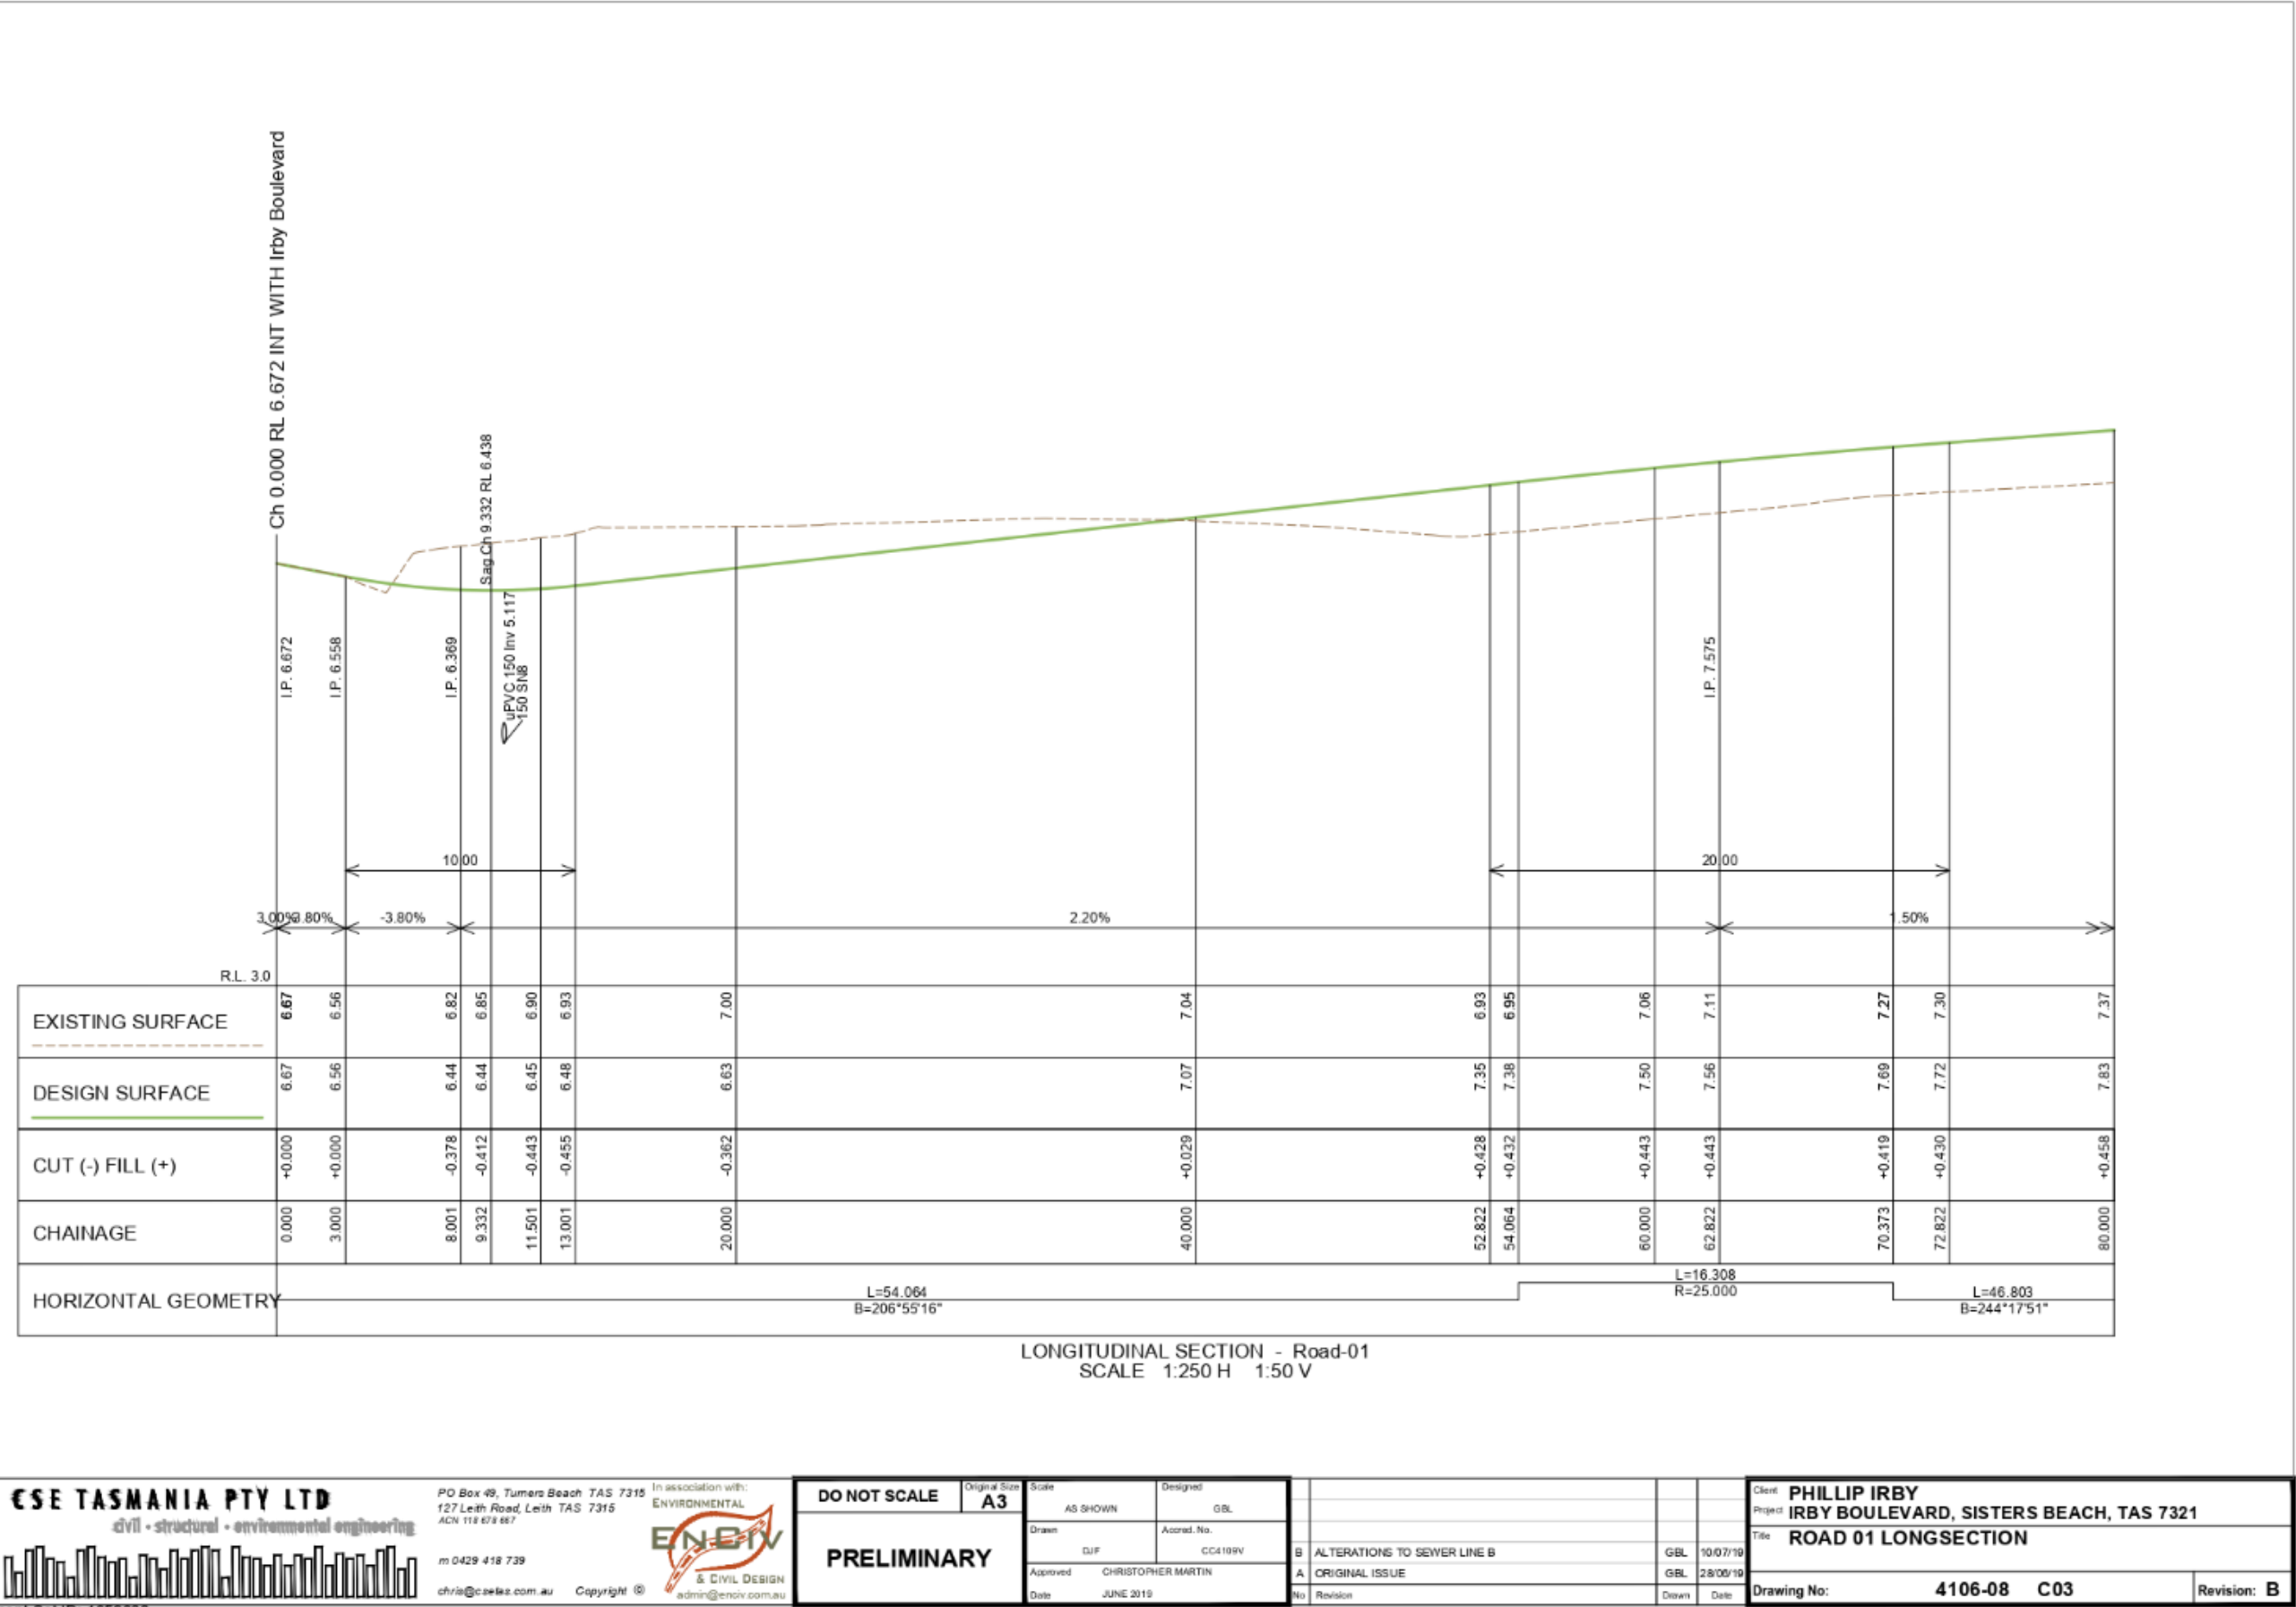 Ch 0.000 RL 6.672 INT WITH Irby Boulevard
Sag Ch 9.332 RL 6.438
I.P. 6.672
I.P. 6.558
I.P. 6.369
uPVC 150 Inv 5.117
150 SN8
I.P. 7.575
10.00
20.00
3.00%
3.80%
-3.80%
2.20%
1.50%
R.L. 3.0
EXISTING SURFACE 6.67 6.56 6.82 6.85 6.90 6.93 7.00 7.04 6.93 6.95 7.06 7.11 7.27 7.30 7.37
DESIGN SURFACE 6.67 6.56 6.44 6.44 6.45 6.48 6.63 7.07 7.35 7.38 7.50 7.56 7.69 7.72 7.83
CUT (-) FILL (+) +0.000 +0.000 -0.378 -0.412 -0.443 -0.455 -0.362 +0.029 +0.428 +0.432 +0.443 +0.443 +0.419 +0.430 +0.458
CHAINAGE 0.000 3.000 8.001 9.332 11.501 13.001 20.000 40.000 52.822 54.064 60.000 62.822 70.373 72.822 80.000
HORIZONTAL GEOMETRY
L=54.064
B=206°55'16"
L=16.308
R=25.000
L=46.803
B=244°17'51"
LONGITUDINAL SECTION - Road-01
SCALE 1:250 H 1:50 V
CSE TASMANIA PTY LTD
civil - structural - environmental engineering
PO Box 49, Turners Beach TAS 7315
127 Leith Road, Leith TAS 7315
ACN 118 678 667
m 0429 418 739
chris@csetas.com.au Copyright ©
In association with:
ENVIRONMENTAL
ENCIV
& CIVIL DESIGN
admin@enciv.com.au
DO NOT SCALE
Original Size
A3
PRELIMINARY
Scale
AS SHOWN
Designed
GBL
Drawn
DJF
Accred. No.
CC4109V
Approved CHRISTOPHER MARTIN
Date JUNE 2019
B ALTERATIONS TO SEWER LINE B GBL 10/07/19
A ORIGINAL ISSUE GBL 28/06/19
No Revision Drawn Date
Client PHILLIP IRBY
Project IRBY BOULEVARD, SISTERS BEACH, TAS 7321
Title ROAD 01 LONGSECTION
Drawing No: 4106-08 C03
Revision: B